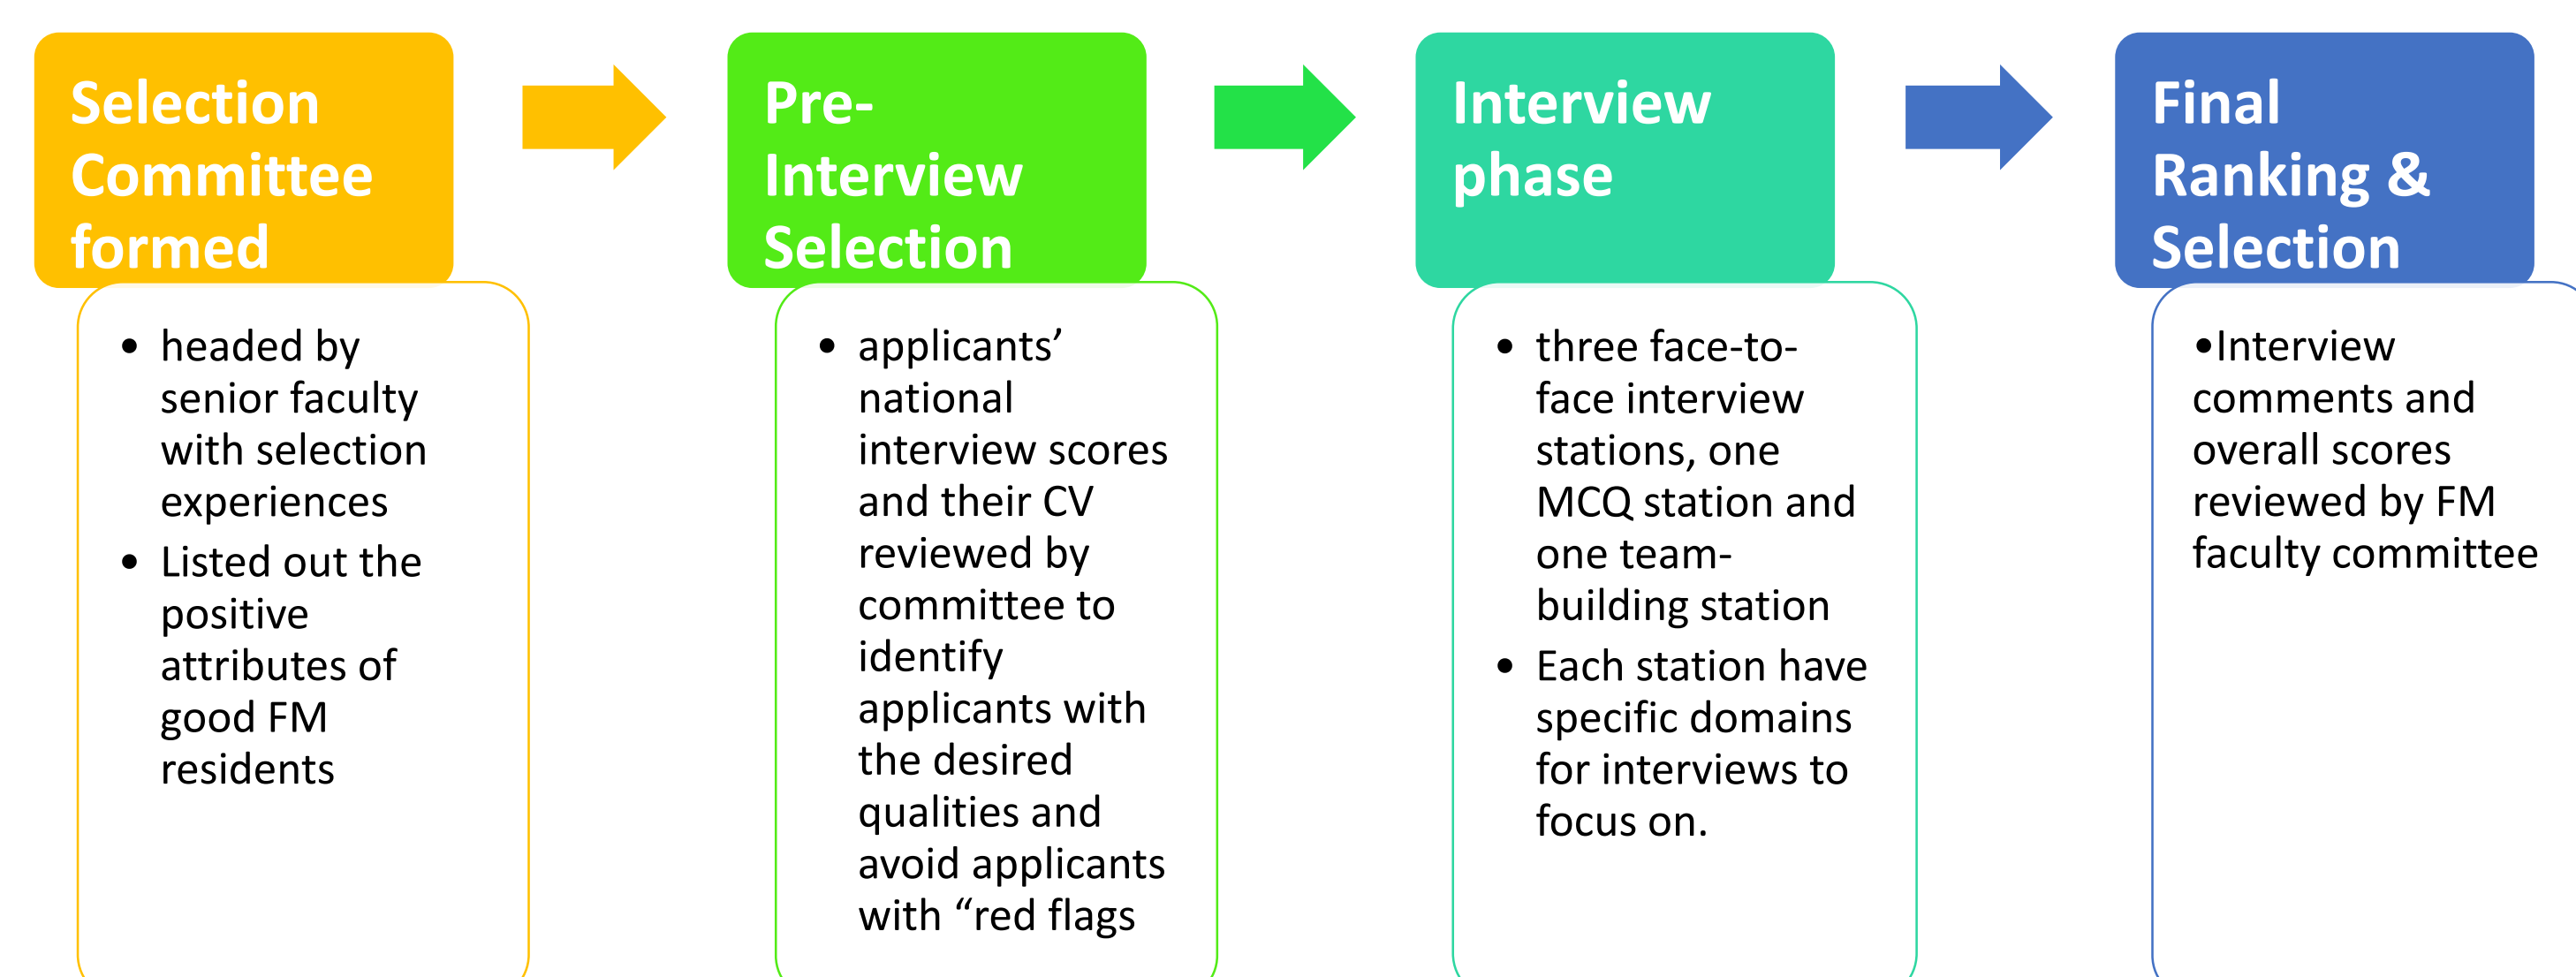 Selection
Committee
formed
• headed by
senior faculty
with selection
experiences
• Listed out the
positive
attributes of
good FM
residents
Pre-
Interview
Selection
• applicants’
national
interview scores
and their CV
reviewed by
committee to
identify
applicants with
the desired
qualities and
avoid applicants
with “red flags
Interview
phase
• three face-to-
face interview
stations, one
MCQ station and
one team-
building station
• Each station have
specific domains
for interviews to
focus on.
Final
Ranking &
Selection
•Interview
comments and
overall scores
reviewed by FM
faculty committee